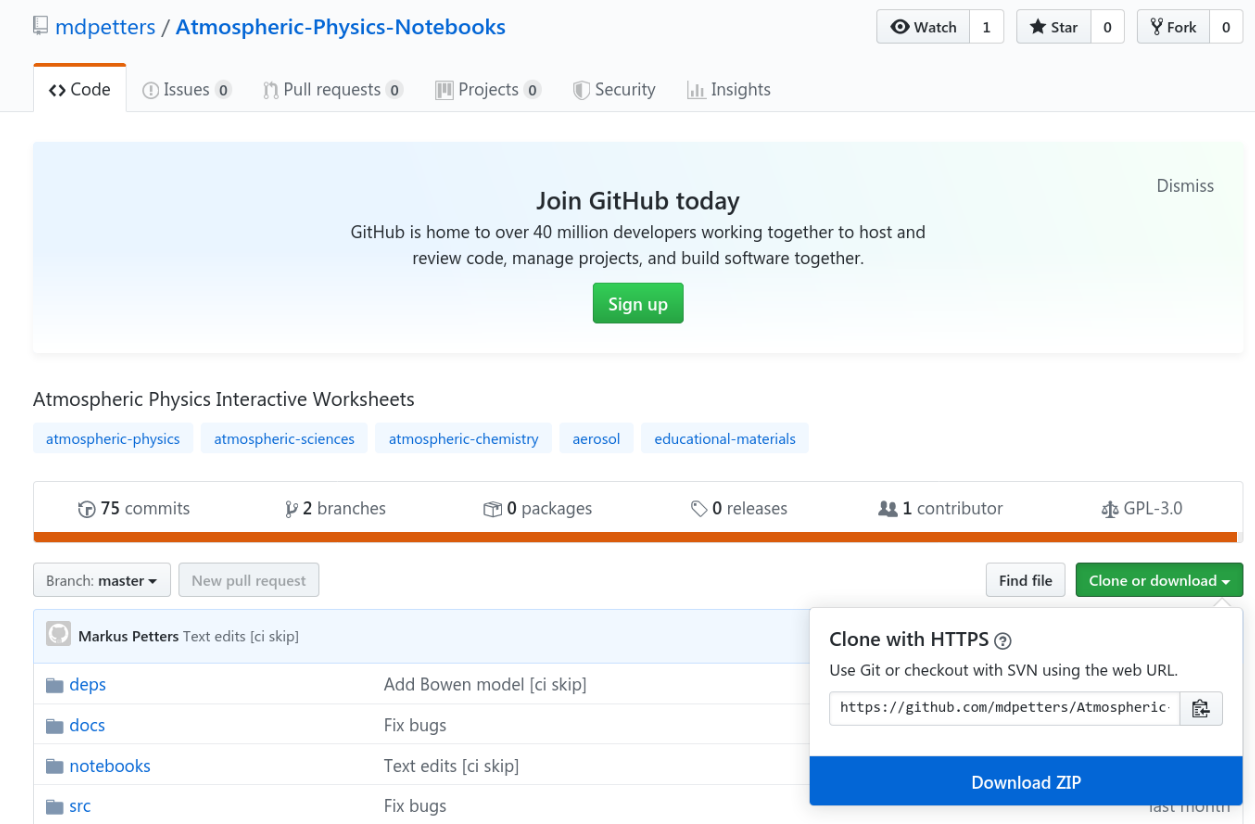 mdpetters / Atmospheric-Physics-Notebooks
Watch 1 Star 0 Fork 0
Code Issues 0 Pull requests 0 Projects 0 Security Insights
Dismiss
Join GitHub today
GitHub is home to over 40 million developers working together to host and
review code, manage projects, and build software together.
Sign up
Atmospheric Physics Interactive Worksheets
atmospheric-physics atmospheric-sciences atmospheric-chemistry aerosol educational-materials
75 commits 2 branches 0 packages 0 releases 1 contributor GPL-3.0
Branch: master New pull request Find file Clone or download
Markus Petters Text edits [ci skip]
deps Add Bowen model [ci skip]
docs Fix bugs
notebooks Text edits [ci skip]
src Fix bugs last month
Clone with HTTPS
Use Git or checkout with SVN using the web URL.
https://github.com/mdpetters/Atmospheric-
Download ZIP